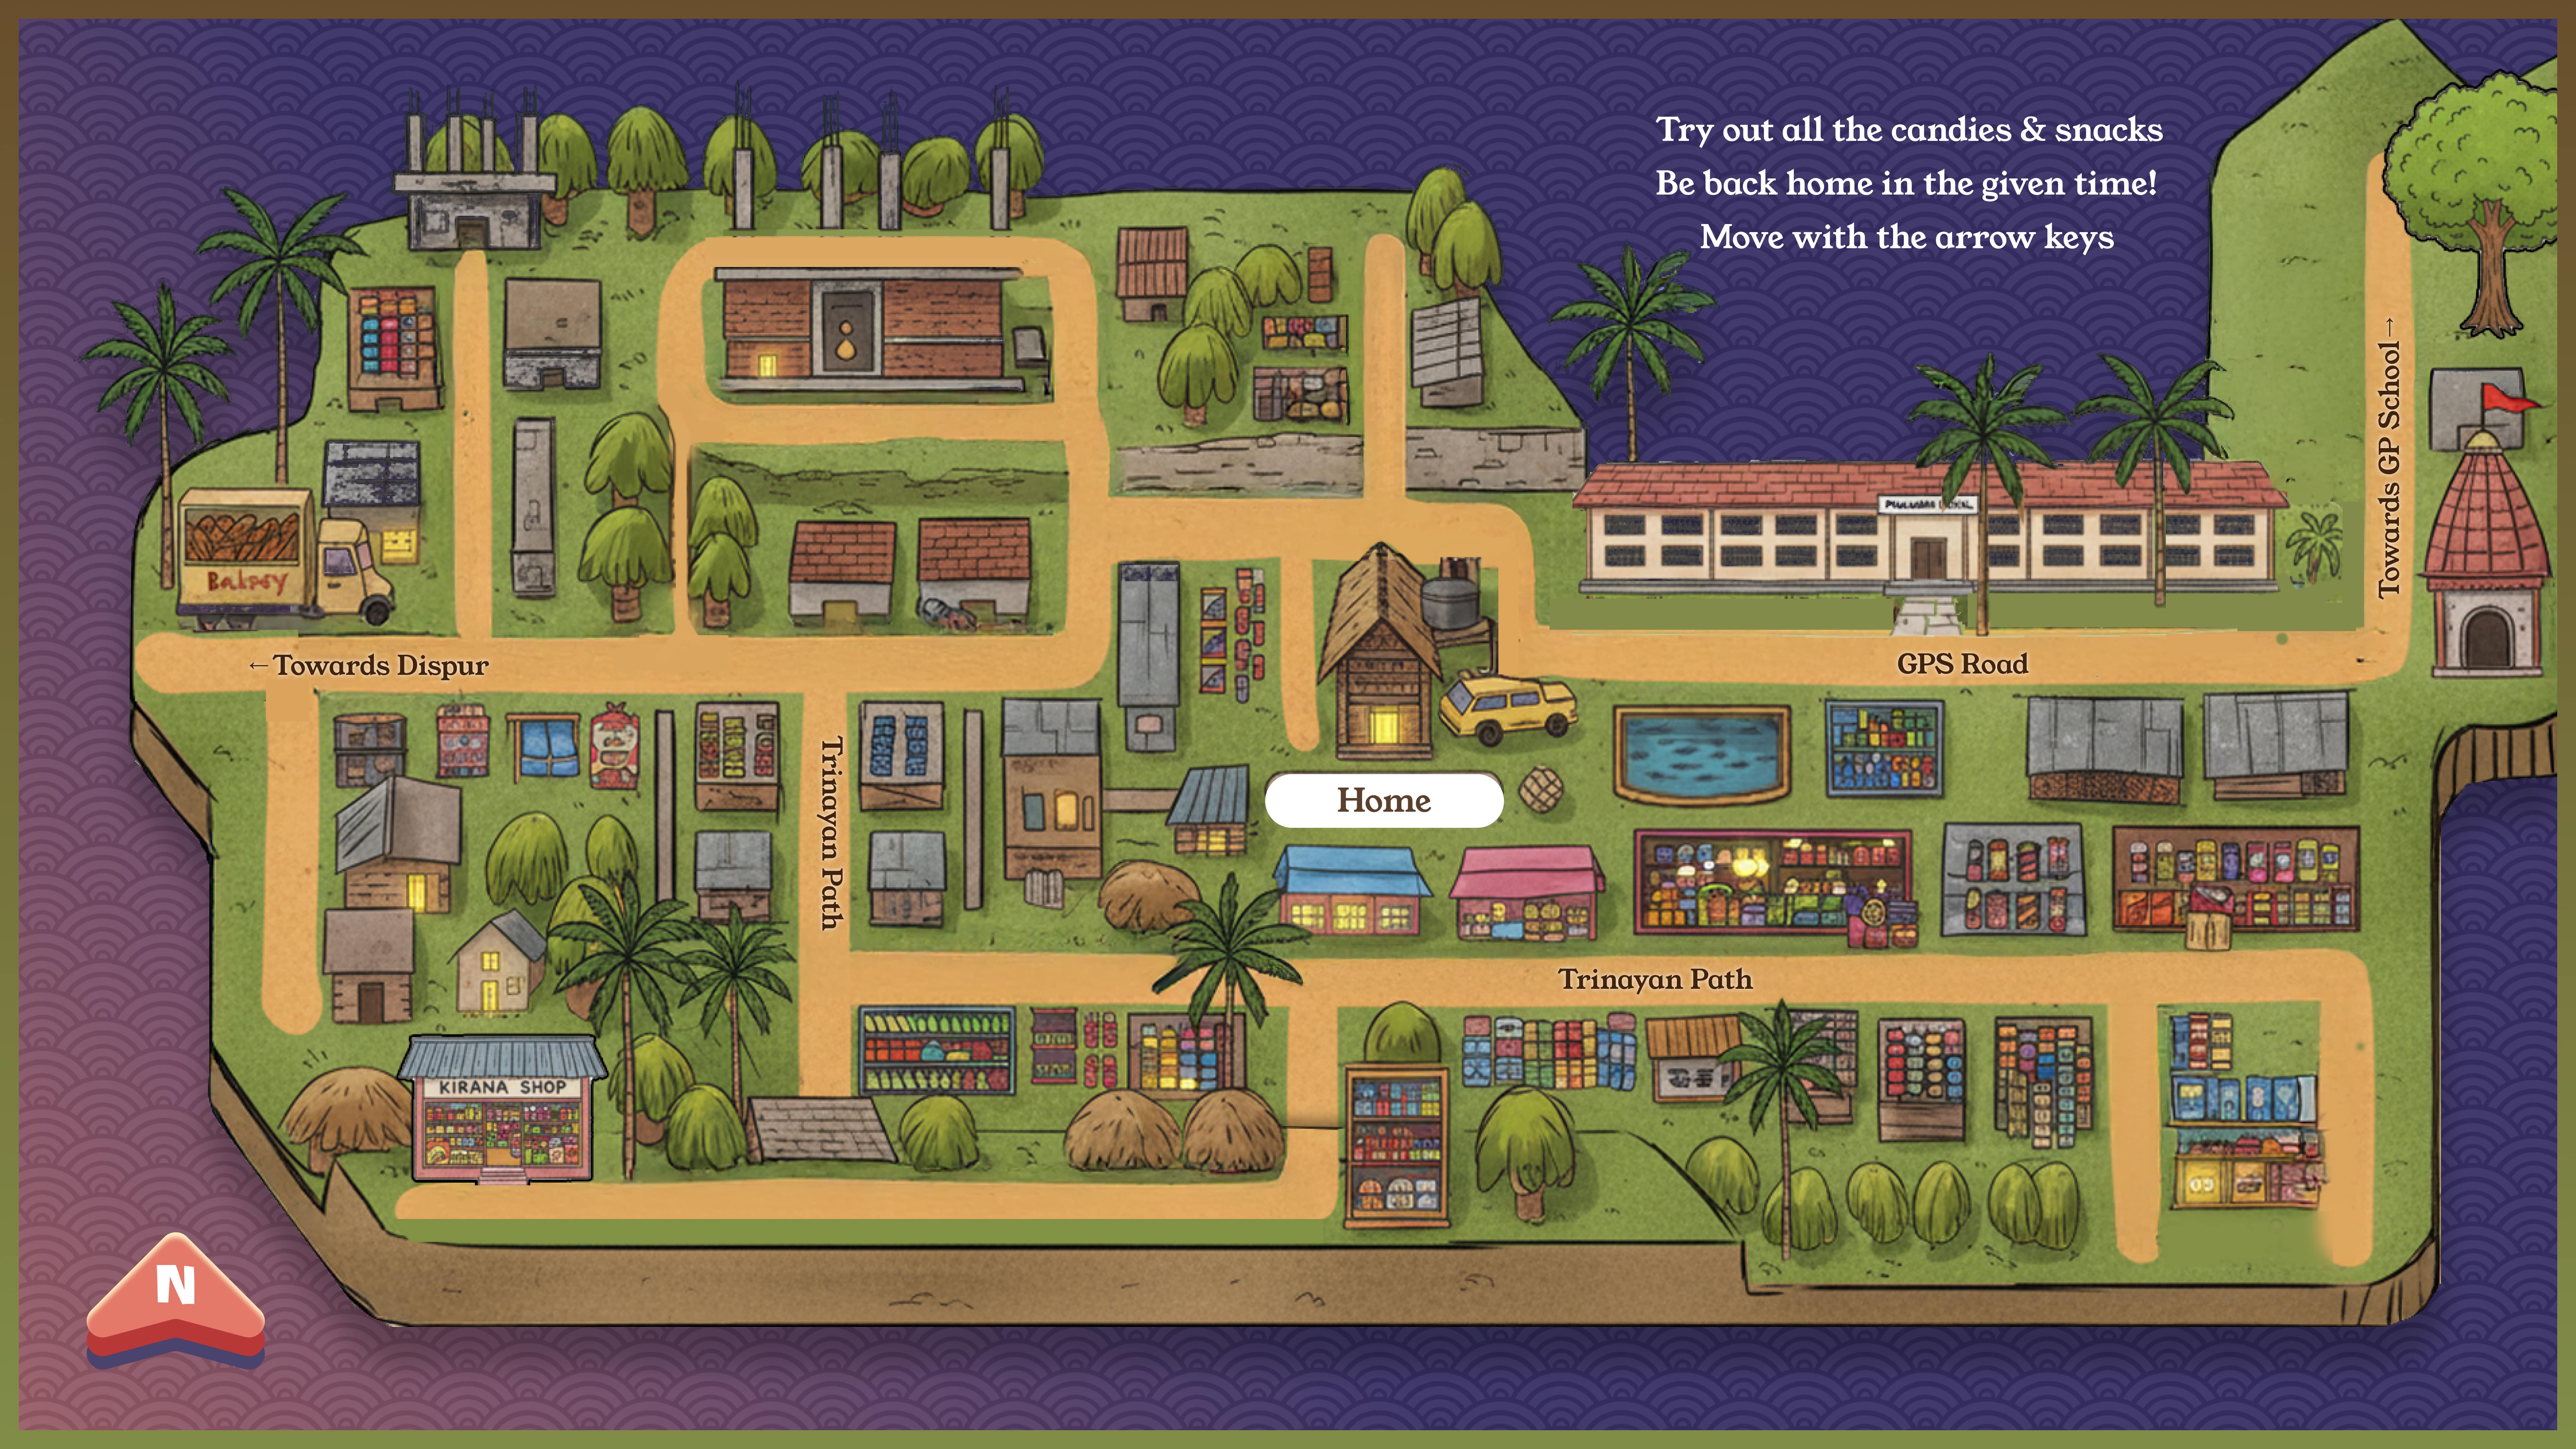 Try out all the candies & snacks
Be back home in the given time!
Move with the arrow keys
Towards GP School→
←Towards Dispur
GPS Road
Trinayan Path
Home
Trinayan Path
KIRANA SHOP
N